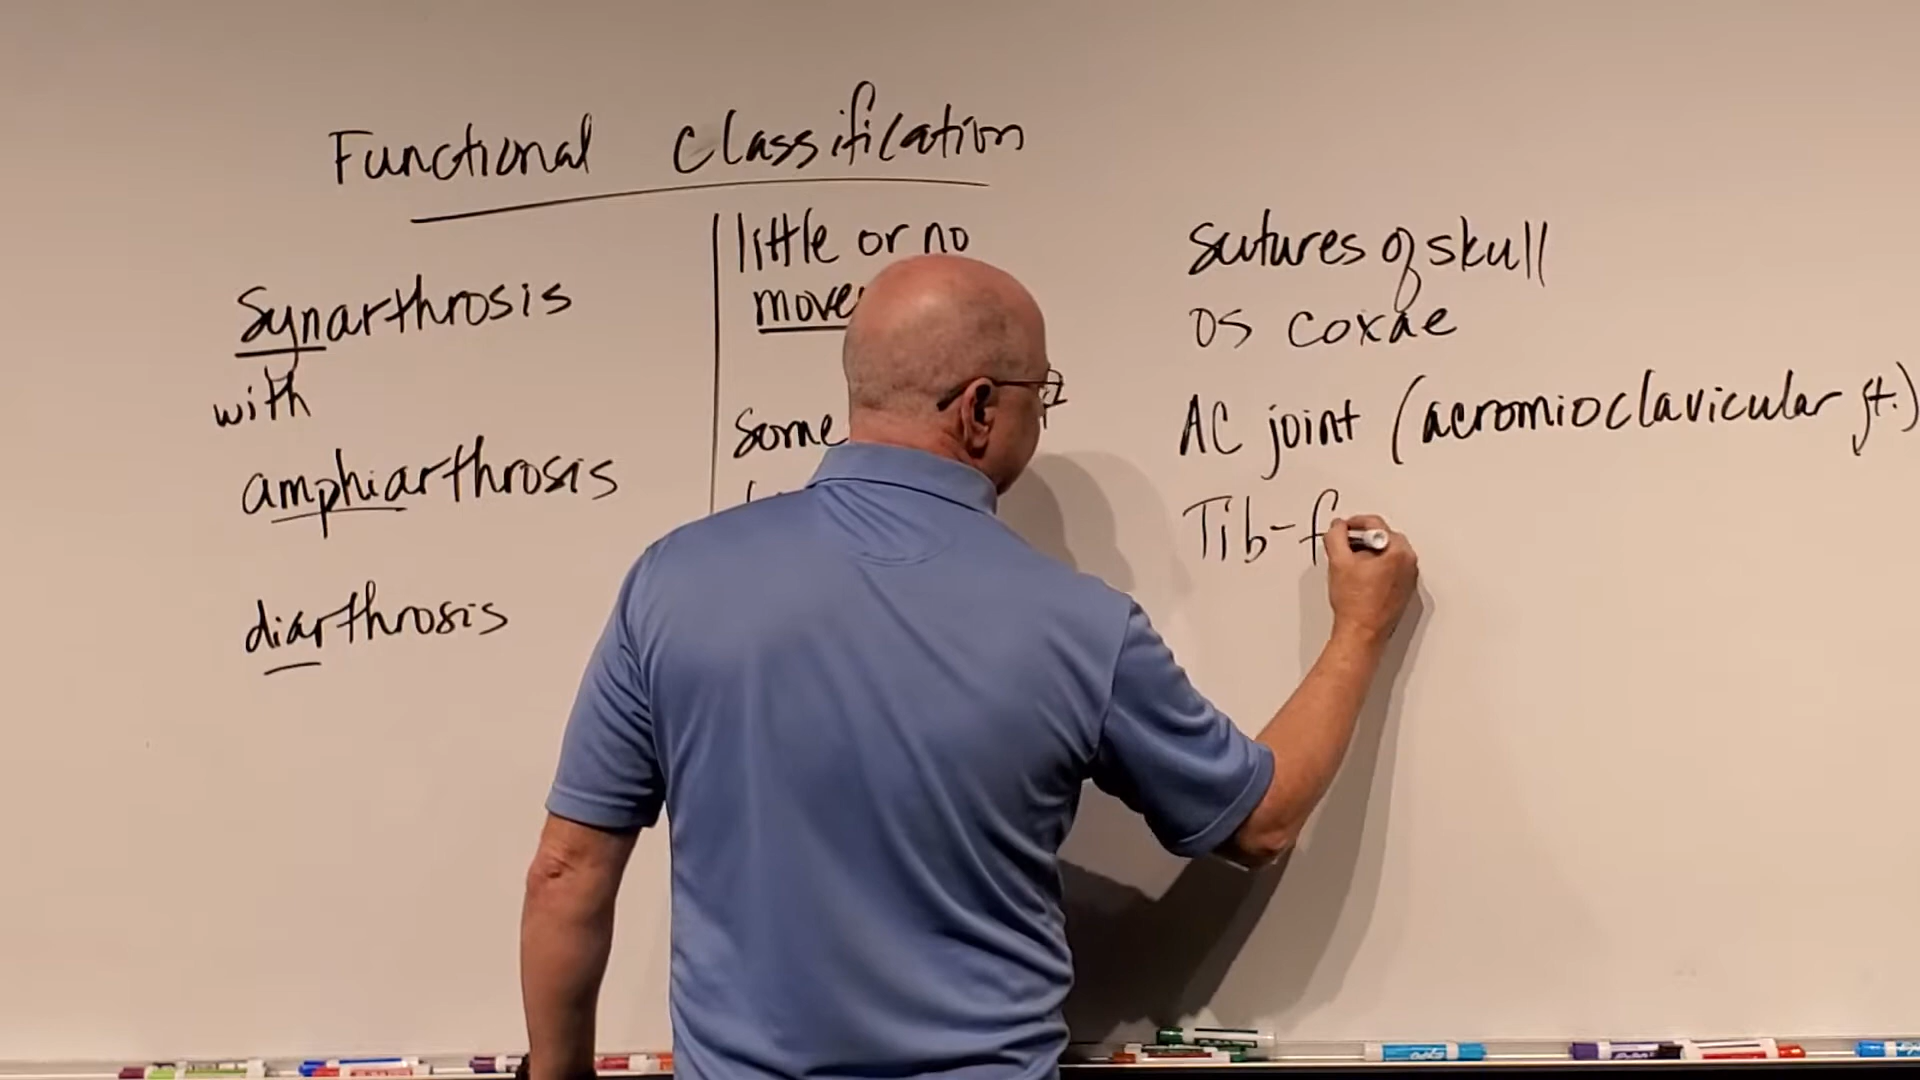 Functional Classification
little or no
move
Sutures of skull
Synarthrosis
os coxae
with
some
AC joint (acromioclavicular jt.)
amphiarthrosis
Tib-f
diarthrosis